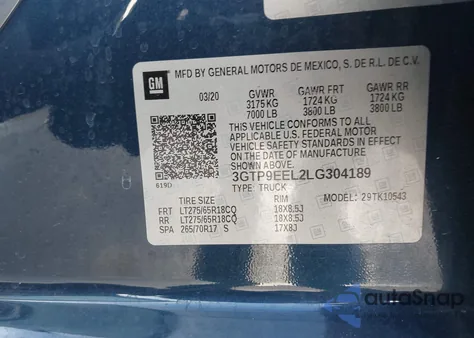 GM
MFD BY GENERAL MOTORS DE MEXICO, S. DE R.L. DE C.V.
03/20 GVWR GAWR FRT GAWR RR
3175 KG 1724 KG 1724 KG
7000 LB 3800 LB 3800 LB
THIS VEHICLE CONFORMS TO ALL
APPLICABLE U.S. FEDERAL MOTOR
VEHICLE SAFETY STANDARDS IN EFFECT
ON THE DATE OF MANUFACTURE SHOWN ABOVE.
3GTP9EEL2LG304189
619D TYPE: TRUCK MODEL: 29TK10543
TIRE SIZE RIM
FRT LT275/65R18CQ 18X8.5J
RR LT275/65R18CQ 18X8.5J
SPA 265/70R17 S 17X8J
autoSnap